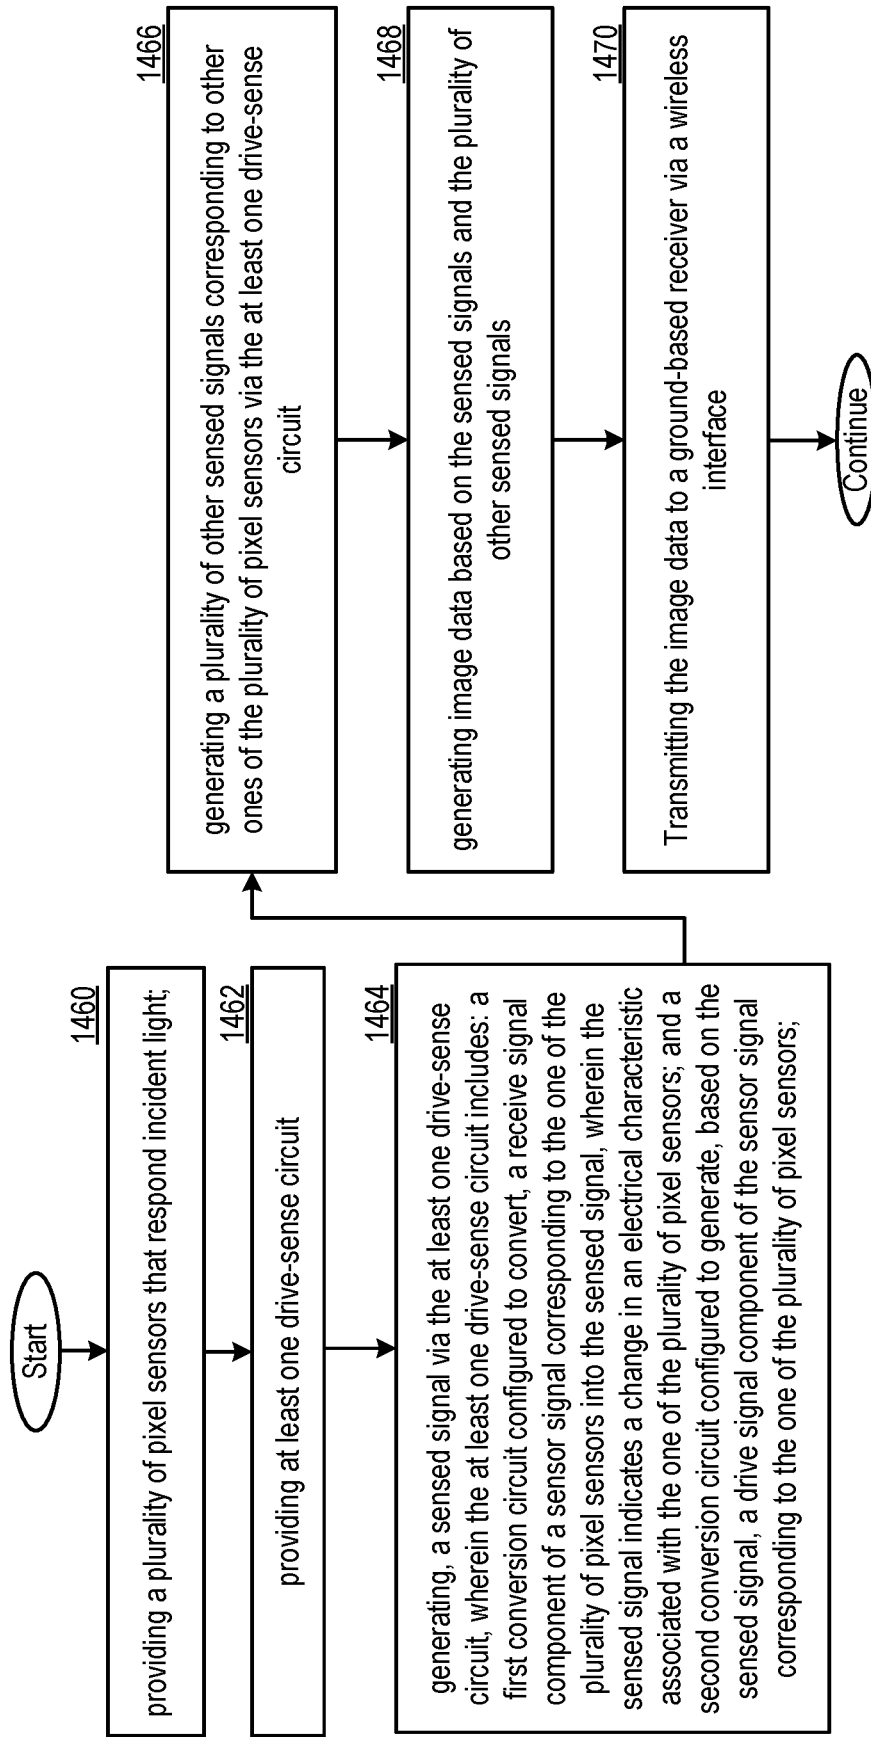 Start
1460
providing a plurality of pixel sensors that respond incident light;
1462
providing at least one drive-sense circuit
1464
generating, a sensed signal via the at least one drive-sense
circuit, wherein the at least one drive-sense circuit includes: a
first conversion circuit configured to convert, a receive signal
component of a sensor signal corresponding to the one of the
plurality of pixel sensors into the sensed signal, wherein the
sensed signal indicates a change in an electrical characteristic
associated with the one of the plurality of pixel sensors; and a
second conversion circuit configured to generate, based on the
sensed signal, a drive signal component of the sensor signal
corresponding to the one of the plurality of pixel sensors;
1466
generating a plurality of other sensed signals corresponding to other
ones of the plurality of pixel sensors via the at least one drive-sense
circuit
1468
generating image data based on the sensed signals and the plurality of
other sensed signals
1470
Transmitting the image data to a ground-based receiver via a wireless
interface
Continue